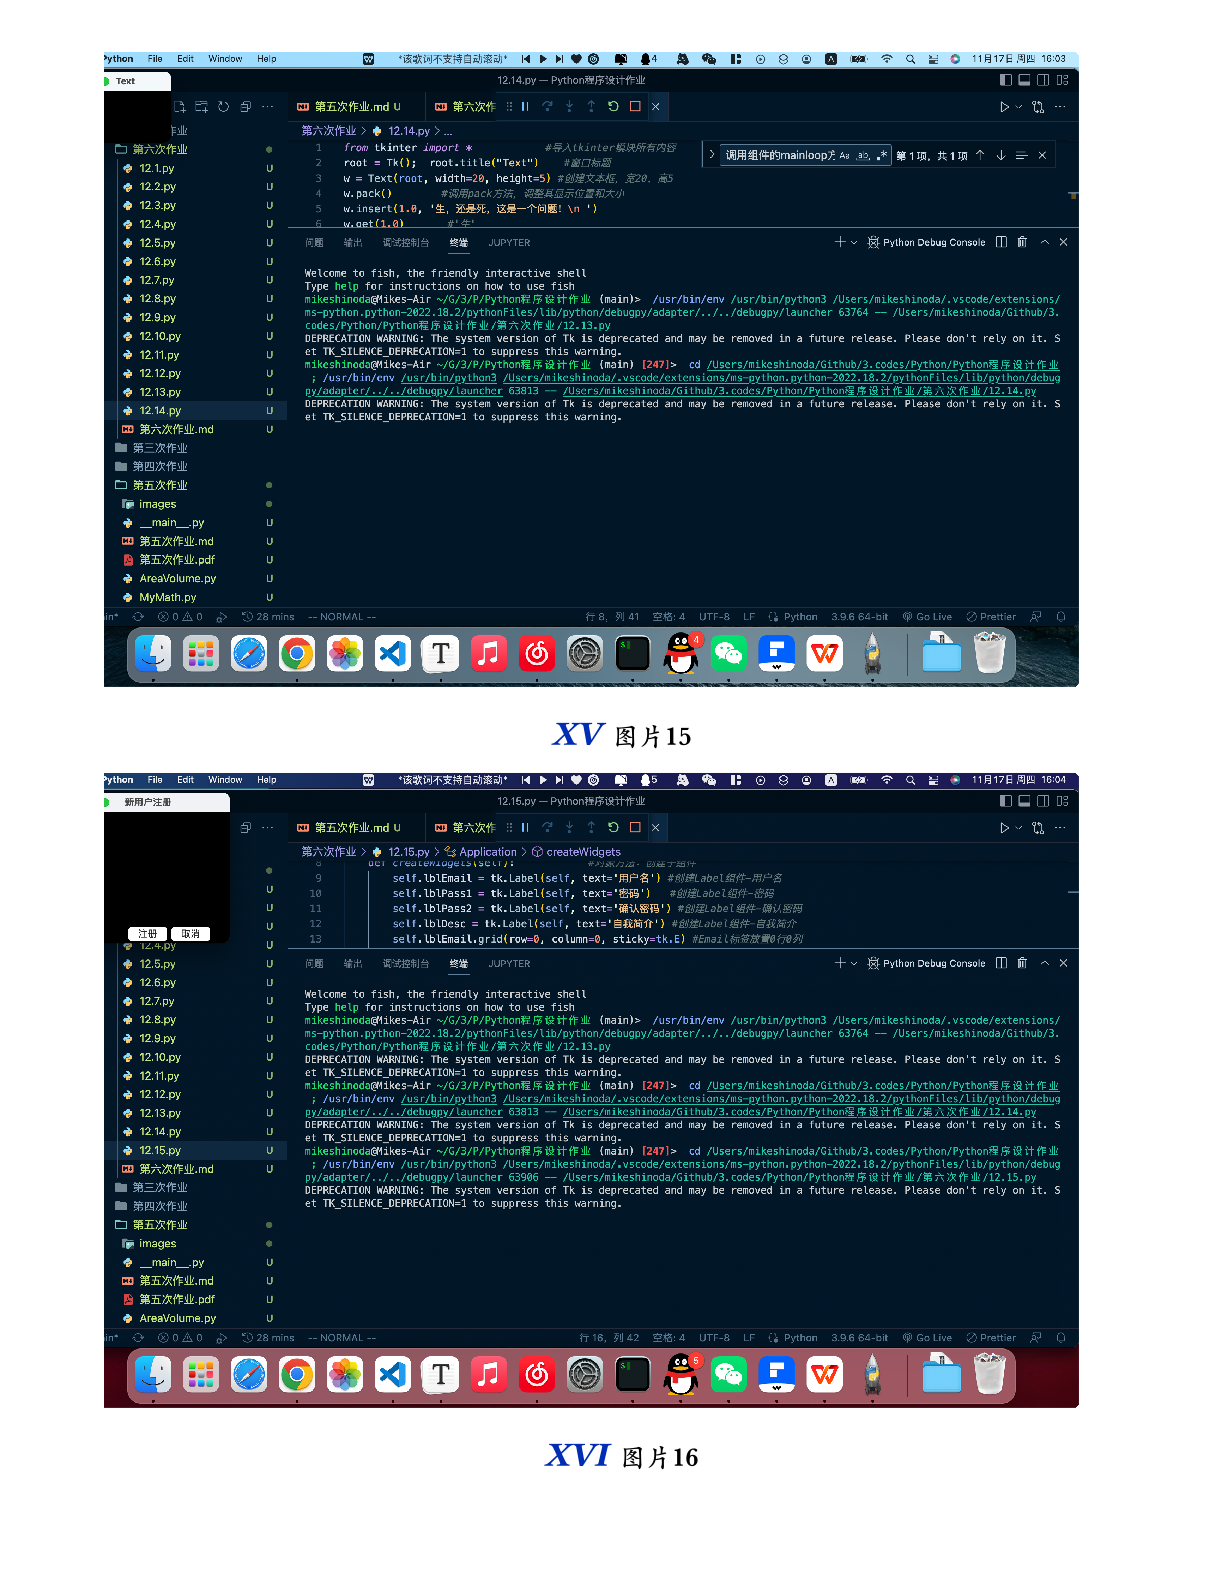 Python File Edit Window Help *该歌词不支持自动滚动* 4 A 11月17日 周四 16:03
Text
12.14.py — Python程序设计作业
第五次作业.md U 第六次作
第六次作业 > 12.14.py > ...
调用组件的mainloop方 Aa ab .* 第 1 项，共 1 项
作业
第六次作业
12.1.py U
12.2.py U
12.3.py U
12.4.py U
12.5.py U
12.6.py U
12.7.py U
12.8.py U
12.9.py U
12.10.py U
12.11.py U
12.12.py U
12.13.py U
12.14.py U
第六次作业.md U
第三次作业
第四次作业
第五次作业
images
__main__.py U
第五次作业.md U
第五次作业.pdf U
AreaVolume.py U
MyMath.py U
1 from tkinter import * #导入tkinter模块所有内容
2 root = Tk(); root.title("Text") #窗口标题
3 w = Text(root, width=20, height=5) #创建文本框，宽20，高5
4 w.pack() #调用pack方法，调整其显示位置和大小
5 w.insert(1.0, '生，还是死，这是一个问题！\n ')
6 w.get(1.0) #'生'
问题 输出 调试控制台 终端 JUPYTER Python Debug Console
Welcome to fish, the friendly interactive shell
Type help for instructions on how to use fish
mikeshinoda@Mikes-Air ~/G/3/P/Python程序设计作业 (main)> /usr/bin/env /usr/bin/python3 /Users/mikeshinoda/.vscode/extensions/
ms-python.python-2022.18.2/pythonFiles/lib/python/debugpy/adapter/../../debugpy/launcher 63764 -- /Users/mikeshinoda/Github/3.
codes/Python/Python程序设计作业/第六次作业/12.13.py
DEPRECATION WARNING: The system version of Tk is deprecated and may be removed in a future release. Please don't rely on it. S
et TK_SILENCE_DEPRECATION=1 to suppress this warning.
mikeshinoda@Mikes-Air ~/G/3/P/Python程序设计作业 (main) [247]> cd /Users/mikeshinoda/Github/3.codes/Python/Python程序设计作业
; /usr/bin/env /usr/bin/python3 /Users/mikeshinoda/.vscode/extensions/ms-python.python-2022.18.2/pythonFiles/lib/python/debug
py/adapter/../../debugpy/launcher 63813 -- /Users/mikeshinoda/Github/3.codes/Python/Python程序设计作业/第六次作业/12.14.py
DEPRECATION WARNING: The system version of Tk is deprecated and may be removed in a future release. Please don't rely on it. S
et TK_SILENCE_DEPRECATION=1 to suppress this warning.
in* 0 0 28 mins -- NORMAL -- 行 8，列 41 空格: 4 UTF-8 LF Python 3.9.6 64-bit Go Live Prettier
4
XV 图片15
Python File Edit Window Help *该歌词不支持自动滚动* 5 A 11月17日 周四 16:04
新用户注册
注册 取消
12.15.py — Python程序设计作业
第五次作业.md U 第六次作
第六次作业 > 12.15.py > Application > createWidgets
U
U
U
12.4.py U
12.5.py U
12.6.py U
12.7.py U
12.8.py U
12.9.py U
12.10.py U
12.11.py U
12.12.py U
12.13.py U
12.14.py U
12.15.py U
第六次作业.md U
第三次作业
第四次作业
第五次作业
images
__main__.py U
第五次作业.md U
第五次作业.pdf U
AreaVolume.py U
8 def createWidgets(self): #对象方法：创建子组件
9 self.lblEmail = tk.Label(self, text='用户名') #创建Label组件-用户名
10 self.lblPass1 = tk.Label(self, text='密码') #创建Label组件-密码
11 self.lblPass2 = tk.Label(self, text='确认密码') #创建Label组件-确认密码
12 self.lblDesc = tk.Label(self, text='自我简介') #创建Label组件-自我简介
13 self.lblEmail.grid(row=0, column=0, sticky=tk.E) #Email标签放置0行0列
问题 输出 调试控制台 终端 JUPYTER Python Debug Console
Welcome to fish, the friendly interactive shell
Type help for instructions on how to use fish
mikeshinoda@Mikes-Air ~/G/3/P/Python程序设计作业 (main)> /usr/bin/env /usr/bin/python3 /Users/mikeshinoda/.vscode/extensions/
ms-python.python-2022.18.2/pythonFiles/lib/python/debugpy/adapter/../../debugpy/launcher 63764 -- /Users/mikeshinoda/Github/3.
codes/Python/Python程序设计作业/第六次作业/12.13.py
DEPRECATION WARNING: The system version of Tk is deprecated and may be removed in a future release. Please don't rely on it. S
et TK_SILENCE_DEPRECATION=1 to suppress this warning.
mikeshinoda@Mikes-Air ~/G/3/P/Python程序设计作业 (main) [247]> cd /Users/mikeshinoda/Github/3.codes/Python/Python程序设计作业
; /usr/bin/env /usr/bin/python3 /Users/mikeshinoda/.vscode/extensions/ms-python.python-2022.18.2/pythonFiles/lib/python/debug
py/adapter/../../debugpy/launcher 63813 -- /Users/mikeshinoda/Github/3.codes/Python/Python程序设计作业/第六次作业/12.14.py
DEPRECATION WARNING: The system version of Tk is deprecated and may be removed in a future release. Please don't rely on it. S
et TK_SILENCE_DEPRECATION=1 to suppress this warning.
mikeshinoda@Mikes-Air ~/G/3/P/Python程序设计作业 (main) [247]> cd /Users/mikeshinoda/Github/3.codes/Python/Python程序设计作业
; /usr/bin/env /usr/bin/python3 /Users/mikeshinoda/.vscode/extensions/ms-python.python-2022.18.2/pythonFiles/lib/python/debug
py/adapter/../../debugpy/launcher 63906 -- /Users/mikeshinoda/Github/3.codes/Python/Python程序设计作业/第六次作业/12.15.py
DEPRECATION WARNING: The system version of Tk is deprecated and may be removed in a future release. Please don't rely on it. S
et TK_SILENCE_DEPRECATION=1 to suppress this warning.
in* 0 0 28 mins -- NORMAL -- 行 16，列 42 空格: 4 UTF-8 LF Python 3.9.6 64-bit Go Live Prettier
5
XVI 图片16